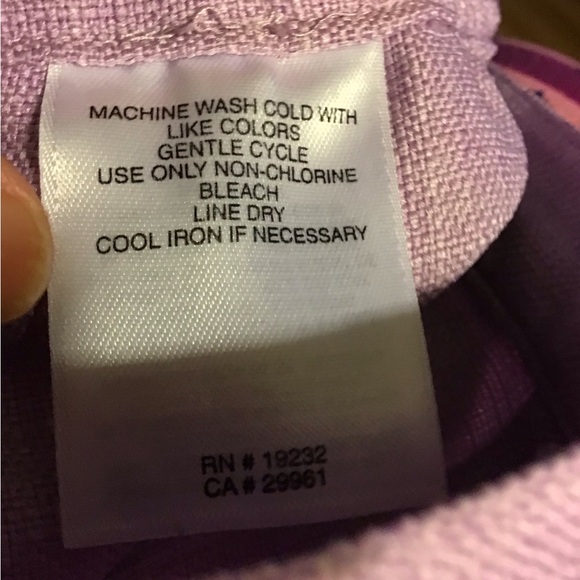 MACHINE WASH COLD WITH
LIKE COLORS
GENTLE CYCLE
USE ONLY NON-CHLORINE
BLEACH
LINE DRY
COOL IRON IF NECESSARY
RN # 19232
CA # 29961